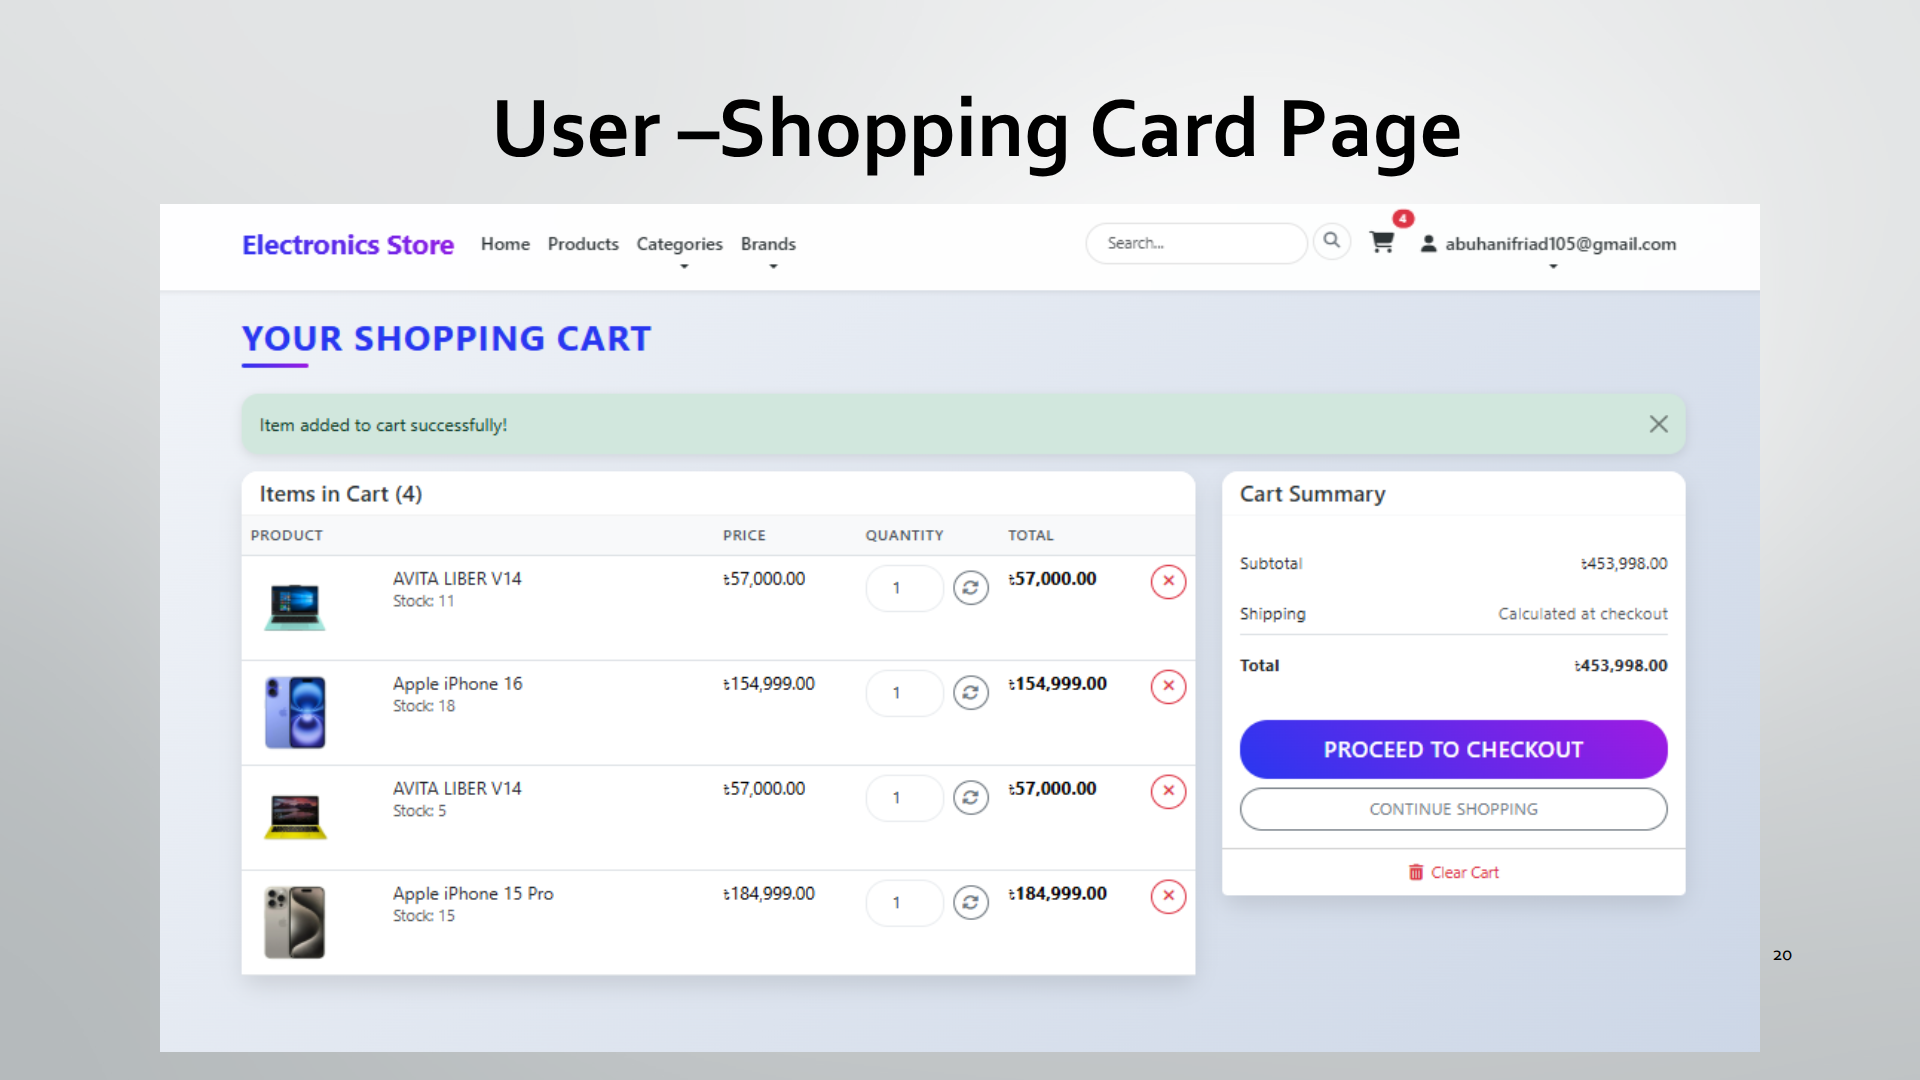 User –Shopping Card Page
Electronics Store Home Products Categories Brands Search... 4 abuhanifriad105@gmail.com
YOUR SHOPPING CART
Item added to cart successfully!
Items in Cart (4)
PRODUCT PRICE QUANTITY TOTAL
AVITA LIBER V14 ৳57,000.00 1 ৳57,000.00
Stock: 11
Apple iPhone 16 ৳154,999.00 1 ৳154,999.00
Stock: 18
AVITA LIBER V14 ৳57,000.00 1 ৳57,000.00
Stock: 5
Apple iPhone 15 Pro ৳184,999.00 1 ৳184,999.00
Stock: 15
Cart Summary
Subtotal ৳453,998.00
Shipping Calculated at checkout
Total ৳453,998.00
PROCEED TO CHECKOUT
CONTINUE SHOPPING
Clear Cart
20